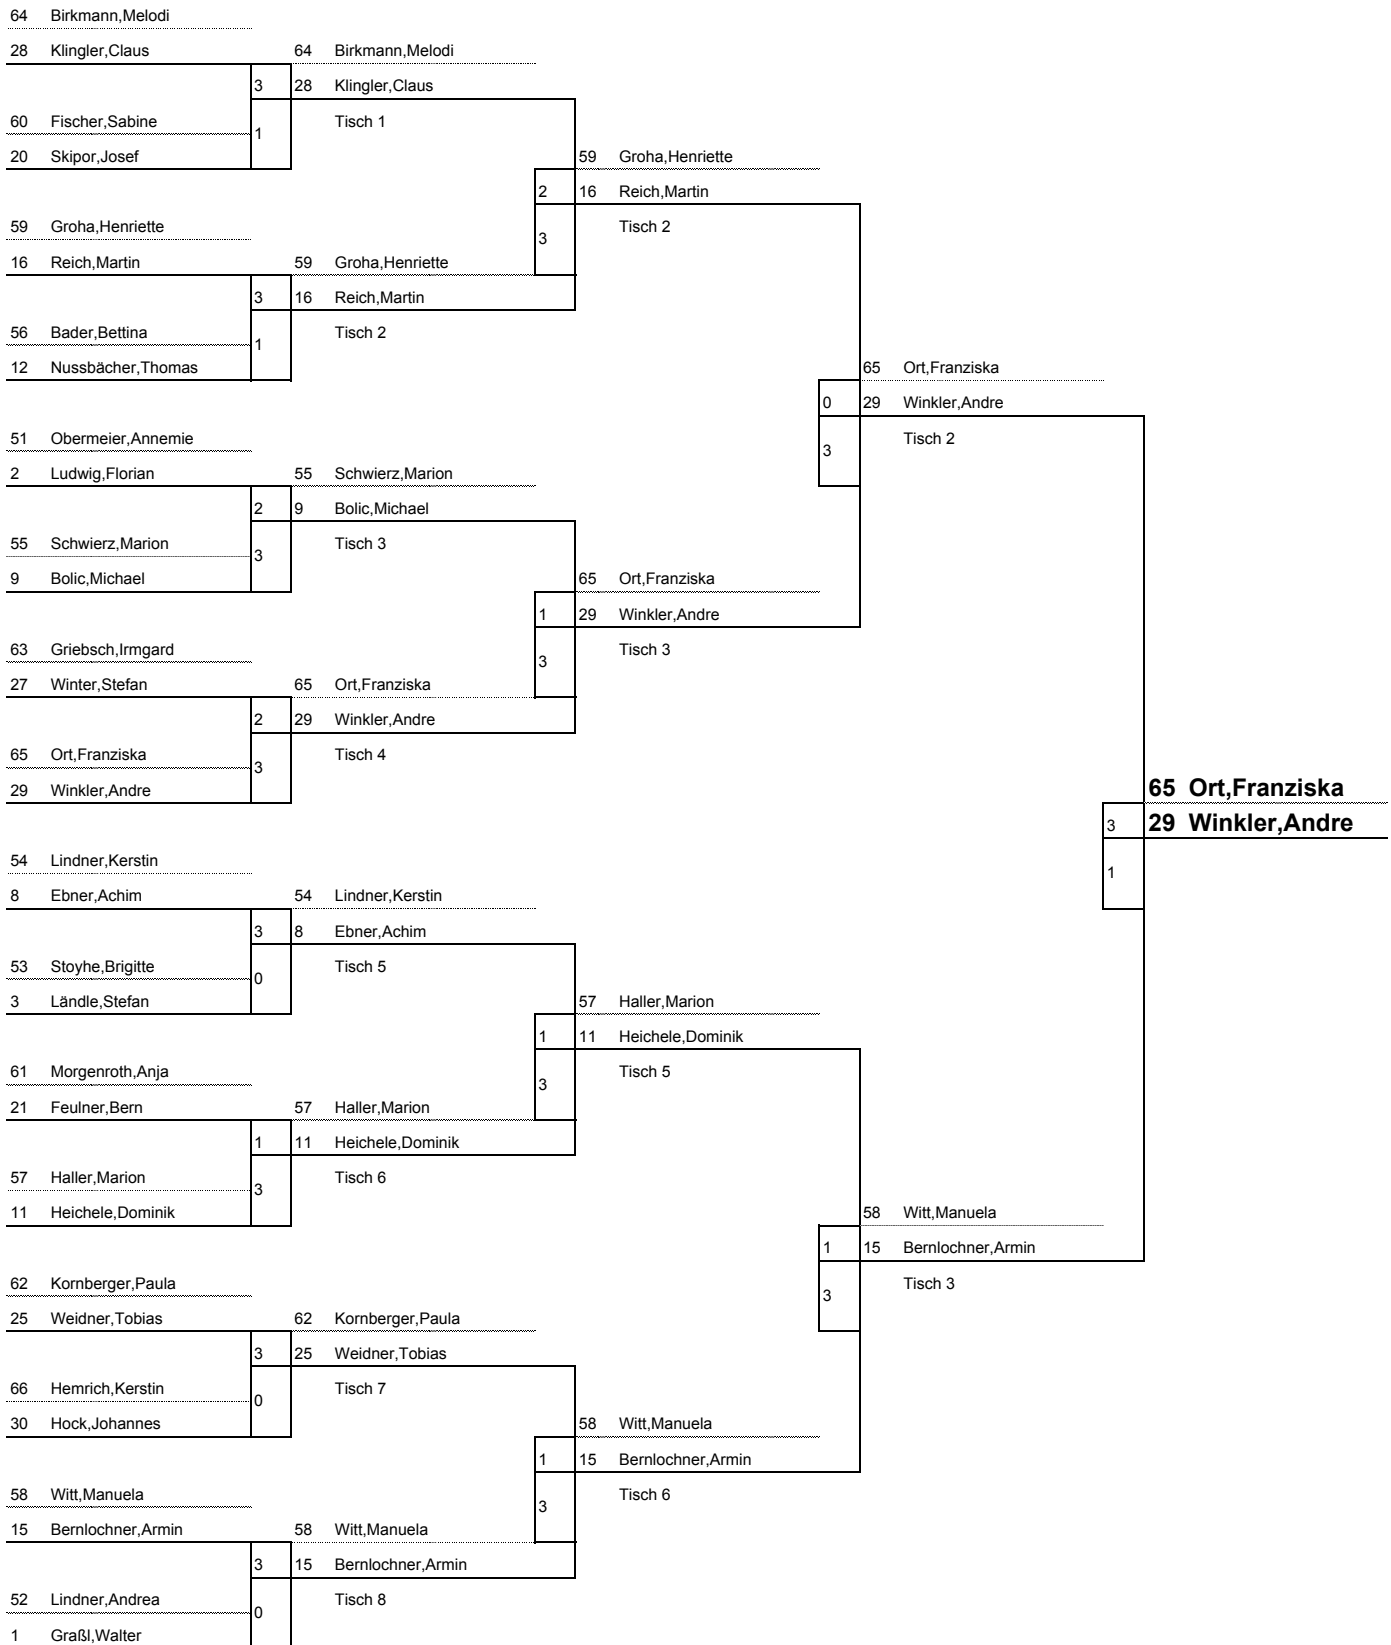 64 Birkmann,Melodi
28 Klingler,Claus 64 Birkmann,Melodi
3 28 Klingler,Claus
60 Fischer,Sabine Tisch 1
1
20 Skipor,Josef 59 Groha,Henriette
2 16 Reich,Martin
59 Groha,Henriette Tisch 2
3
16 Reich,Martin 59 Groha,Henriette
3 16 Reich,Martin
56 Bader,Bettina Tisch 2
1
12 Nussbächer,Thomas 65 Ort,Franziska
0 29 Winkler,Andre
51 Obermeier,Annemie Tisch 2
3
2 Ludwig,Florian 55 Schwierz,Marion
2 9 Bolic,Michael
55 Schwierz,Marion Tisch 3
3
9 Bolic,Michael 65 Ort,Franziska
1 29 Winkler,Andre
63 Griebsch,Irmgard Tisch 3
3
27 Winter,Stefan 65 Ort,Franziska
2 29 Winkler,Andre
65 Ort,Franziska Tisch 4
3
29 Winkler,Andre 65 Ort,Franziska
3 29 Winkler,Andre
54 Lindner,Kerstin
1
8 Ebner,Achim 54 Lindner,Kerstin
3 8 Ebner,Achim
53 Stoyhe,Brigitte Tisch 5
0
3 Ländle,Stefan 57 Haller,Marion
1 11 Heichele,Dominik
61 Morgenroth,Anja Tisch 5
3
21 Feulner,Bern 57 Haller,Marion
1 11 Heichele,Dominik
57 Haller,Marion Tisch 6
3
11 Heichele,Dominik 58 Witt,Manuela
1 15 Bernlochner,Armin
62 Kornberger,Paula Tisch 3
3
25 Weidner,Tobias 62 Kornberger,Paula
3 25 Weidner,Tobias
66 Hemrich,Kerstin Tisch 7
0
30 Hock,Johannes 58 Witt,Manuela
1 15 Bernlochner,Armin
58 Witt,Manuela Tisch 6
3
15 Bernlochner,Armin 58 Witt,Manuela
3 15 Bernlochner,Armin
52 Lindner,Andrea Tisch 8
0
1 Graßl,Walter